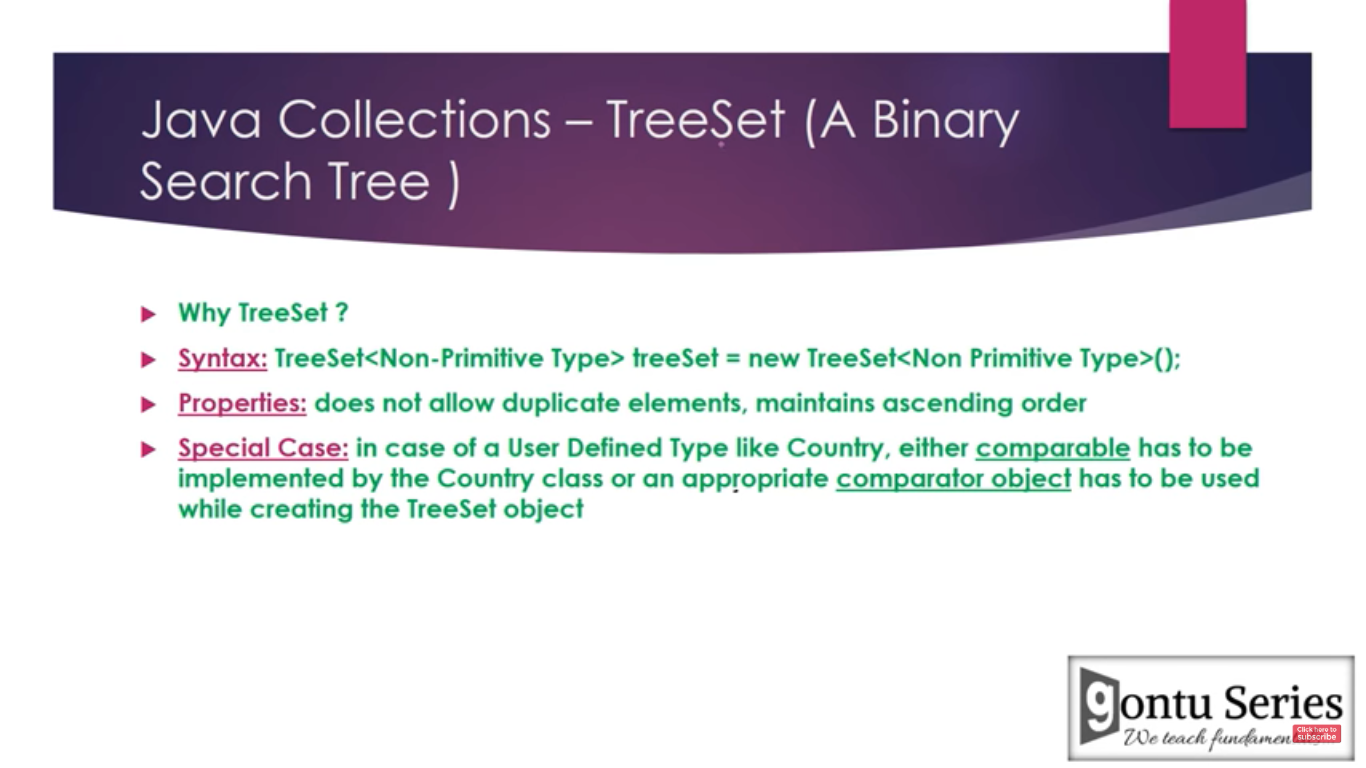 Java Collections – TreeSet (A Binary
Search Tree )
Why TreeSet ?
Syntax: TreeSet<Non-Primitive Type> treeSet = new TreeSet<Non Primitive Type>();
Properties: does not allow duplicate elements, maintains ascending order
Special Case: in case of a User Defined Type like Country, either comparable has to be
implemented by the Country class or an appropriate comparator object has to be used
while creating the TreeSet object
gontu Series
We teach
Click here to
subscribe